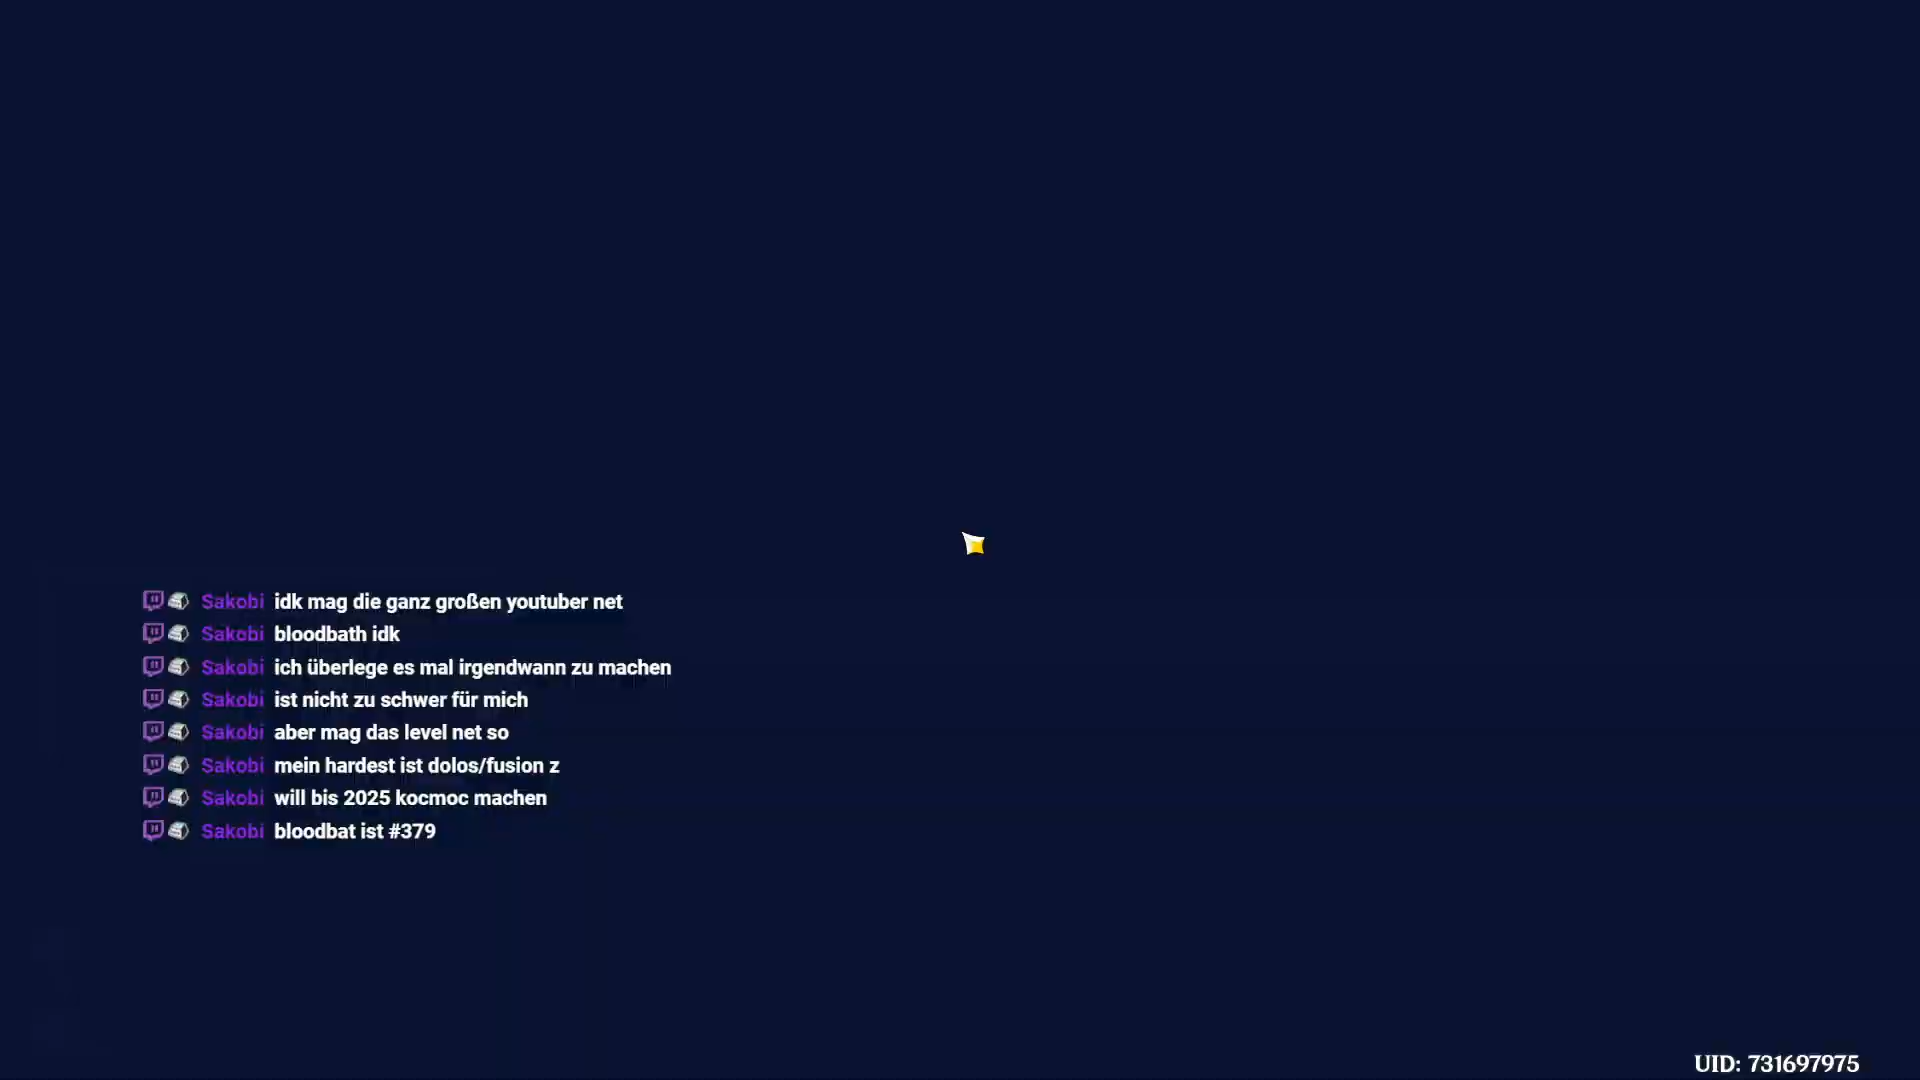 Sakobi idk mag die ganz großen youtuber net
Sakobi bloodbath idk
Sakobi ich überlege es mal irgendwann zu machen
Sakobi ist nicht zu schwer für mich
Sakobi aber mag das level net so
Sakobi mein hardest ist dolos/fusion z
Sakobi will bis 2025 kocmoc machen
Sakobi bloodbat ist #379
UID: 731697975